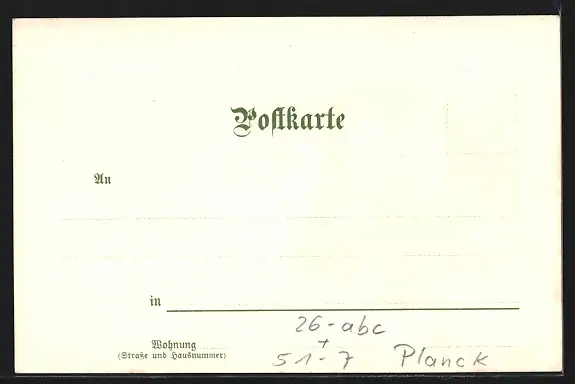 Postkarte
An
in
26-abc
+
Wohnung
(Straße und Hausnummer)
51-7 Planck